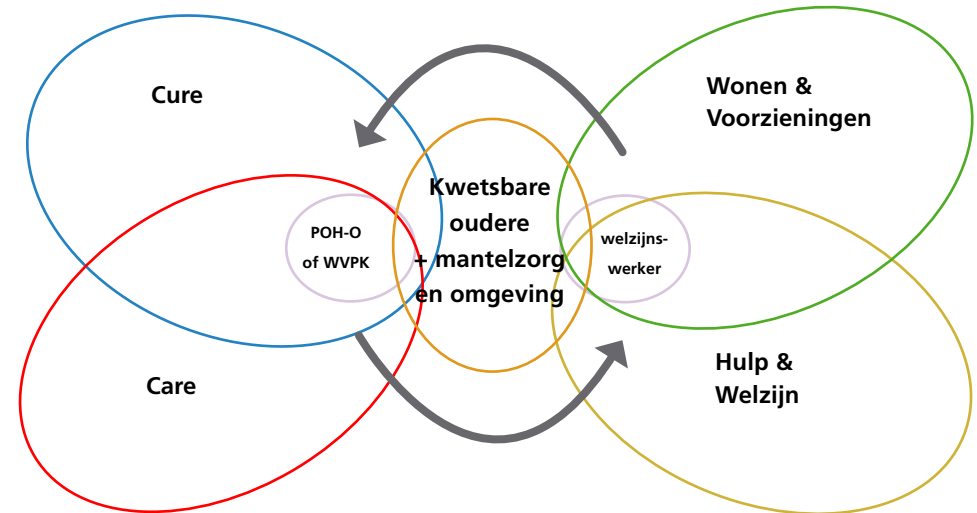 Cure
Wonen &
Voorzieningen
Kwetsbare
oudere
+ mantelzorg
en omgeving
POH-O
of WVPK
welzijns-
werker
Care
Hulp &
Welzijn